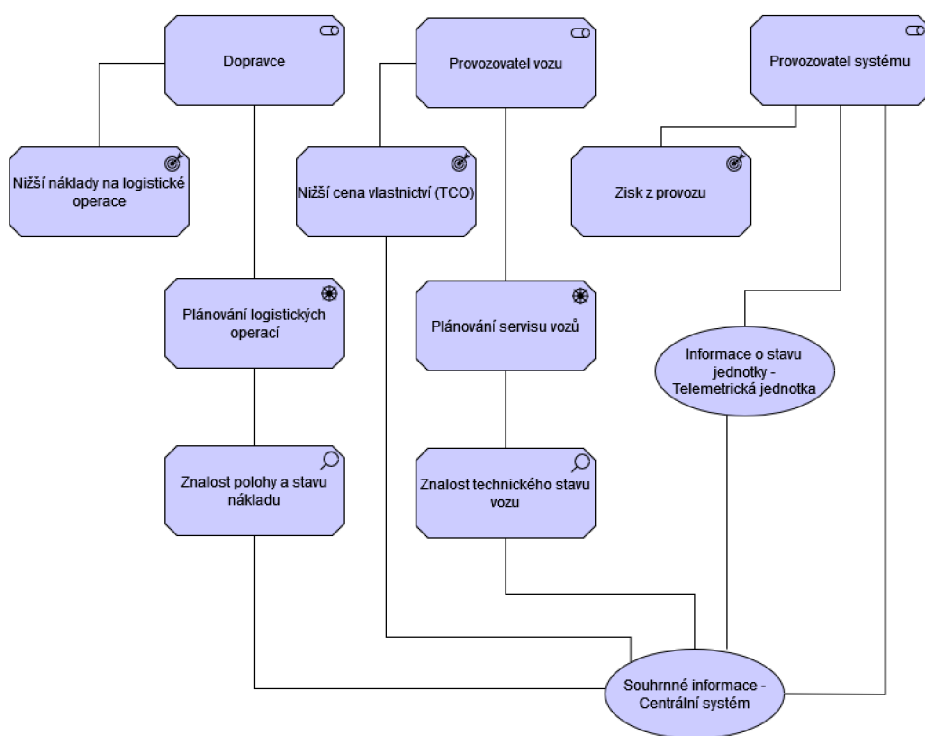 Dopravce
Provozovatel vozu
Provozovatel systému
Nižší náklady na logistické
operace
Nižší cena vlastnictví (TCO)
Zisk z provozu
Plánování logistických
operací
Plánování servisu vozů
Informace o stavu
jednotky -
Telemetrická jednotka
Znalost polohy a stavu
nákladu
Znalost technického stavu
vozu
Souhrnné informace -
Centrální systém